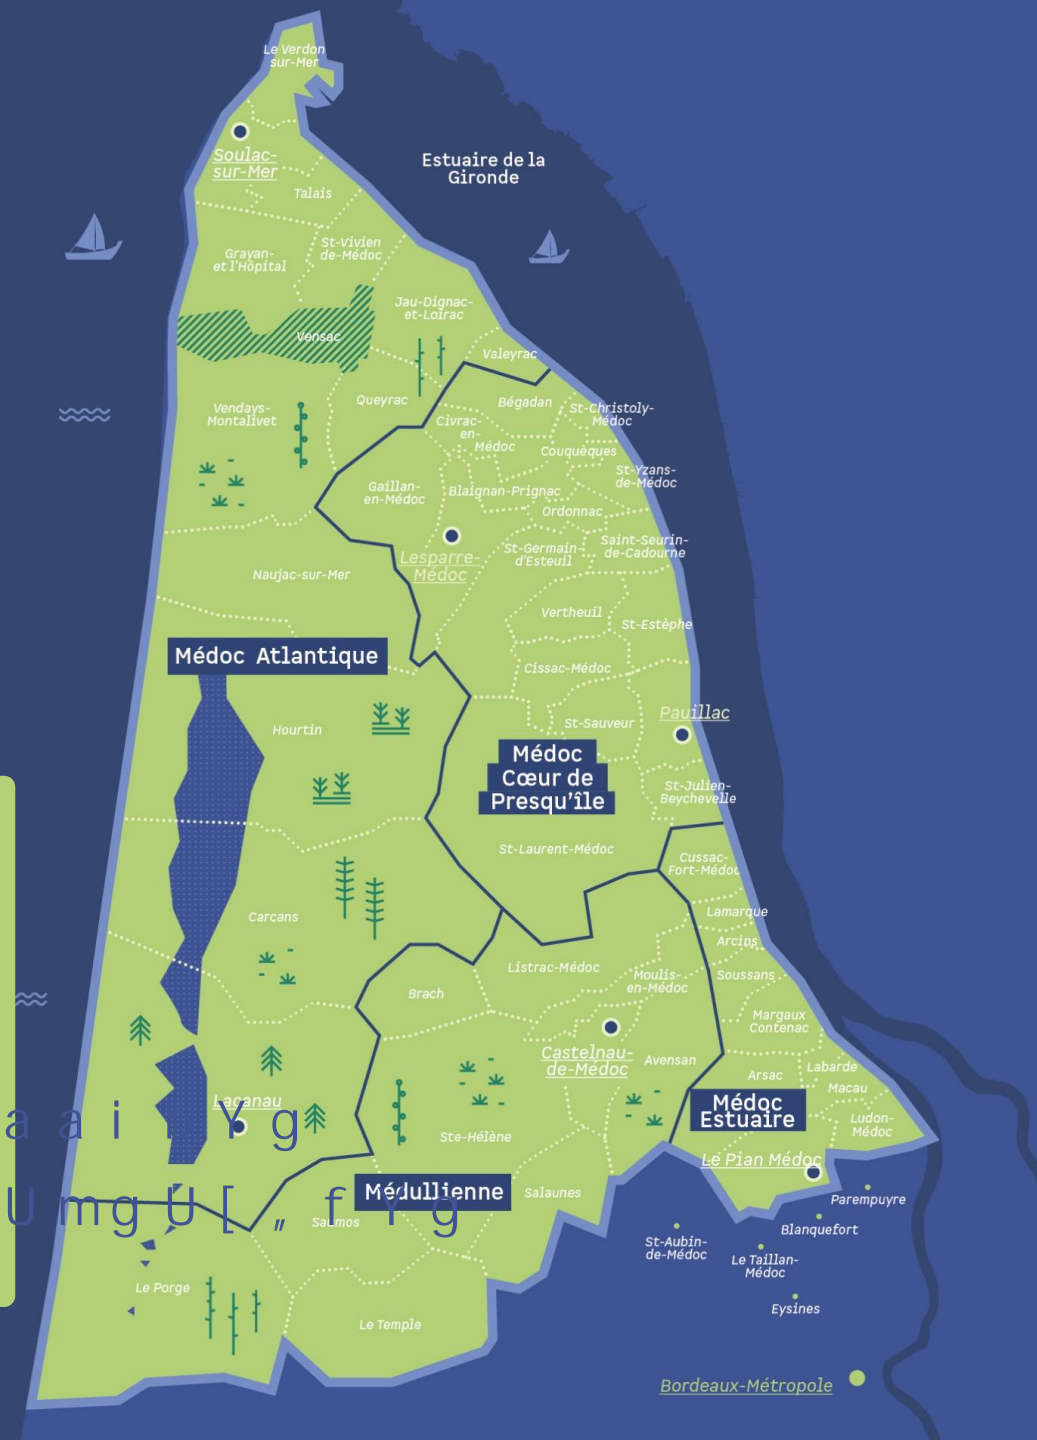 Le Verdon
sur-Mer
Soulac-
sur-Mer
Estuaire de la
Gironde
Talais
Grayan-
et l'Hôpital
St-Vivien
de-Médoc
Jau-Dignac-
et-Loirac
Vensac
Valeyrac
Vendays-
Montalivet
Queyrac
Bégadan
St-Christoly-
Médoc
Civrac-
en-
Médoc
Couquèques
St-Yzans-
de-Médoc
Gaillan-
en-Médoc
Blaignan-Prignac
Ordonnac
Lesparre-
Médoc
St-Germain-
d'Esteuil
Saint-Seurin-
de-Cadourne
Naujac-sur-Mer
Vertheuil
St-Estèphe
Médoc Atlantique
Cissac-Médoc
Hourtin
St-Sauveur
Pauillac
Médoc
Cœur de
Presqu'île
St-Julien-
Beychevelle
St-Laurent-Médoc
Cussac-
Fort-Médoc
Carcans
Lamarque
Arcins
Listrac-Médoc
Moulis-
en-Médoc
Soussans
Brach
Margaux
Contenac
Castelnau-
de-Médoc
Avensan
Arsac
Labarde
Macau
Lacanau
Médoc
Estuaire
Ludon-
Médoc
Ste-Hélène
Le Pian Médoc
Médullienne
Salaunes
Parempuyre
Saumos
Blanquefort
St-Aubin-
de-Médoc
Le Taillan-
Médoc
Le Porge
Eysines
Le Temple
Bordeaux-Métropole